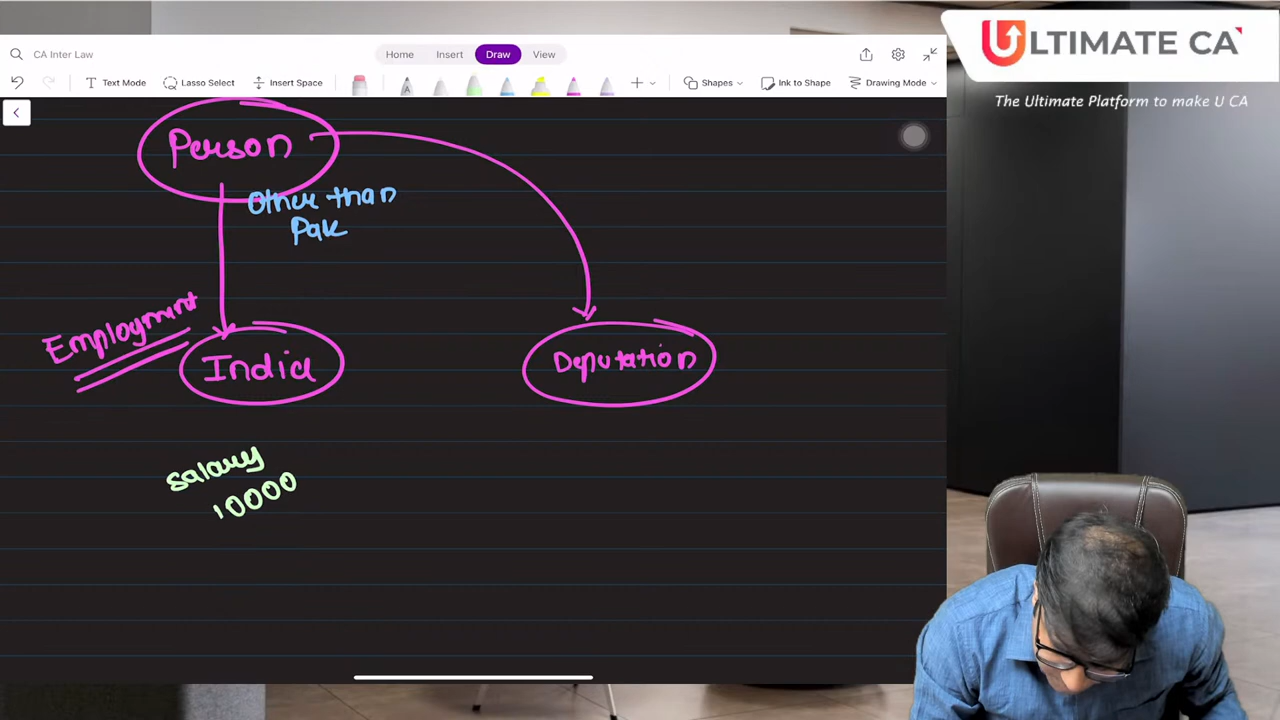 CA Inter Law
Home Insert Draw View
Text Mode Lasso Select Insert Space Shapes Ink to Shape Drawing Mode
ULTIMATE CA
The Ultimate Platform to make U CA
Person
Other than
Pak
Employment
India
Deputation
Salary
10000